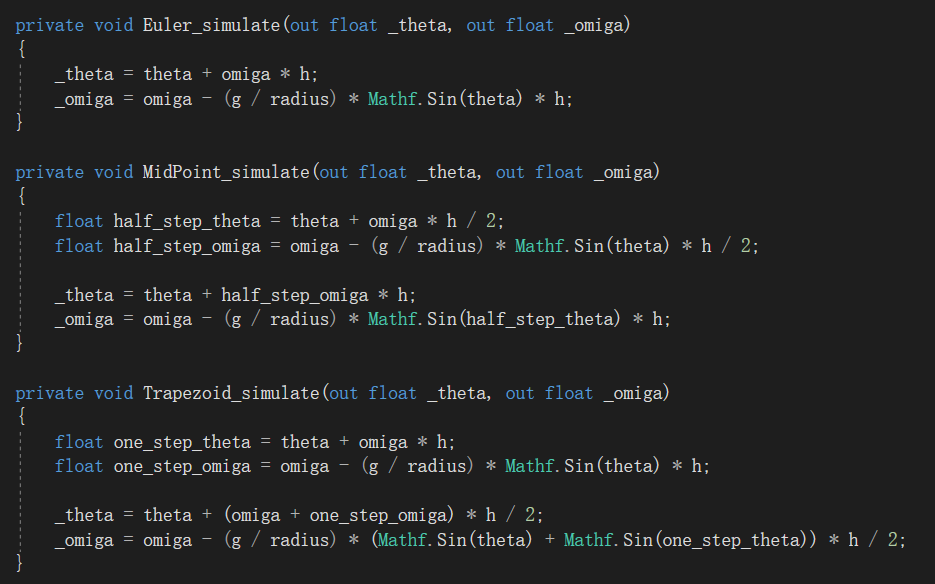 private void Euler_simulate(out float _theta, out float _omiga)
{
    _theta = theta + omiga * h;
    _omiga = omiga - (g / radius) * Mathf.Sin(theta) * h;
}

private void MidPoint_simulate(out float _theta, out float _omiga)
{
    float half_step_theta = theta + omiga * h / 2;
    float half_step_omiga = omiga - (g / radius) * Mathf.Sin(theta) * h / 2;

    _theta = theta + half_step_omiga * h;
    _omiga = omiga - (g / radius) * Mathf.Sin(half_step_theta) * h;
}

private void Trapezoid_simulate(out float _theta, out float _omiga)
{
    float one_step_theta = theta + omiga * h;
    float one_step_omiga = omiga - (g / radius) * Mathf.Sin(theta) * h;

    _theta = theta + (omiga + one_step_omiga) * h / 2;
    _omiga = omiga - (g / radius) * (Mathf.Sin(theta) + Mathf.Sin(one_step_theta)) * h / 2;
}